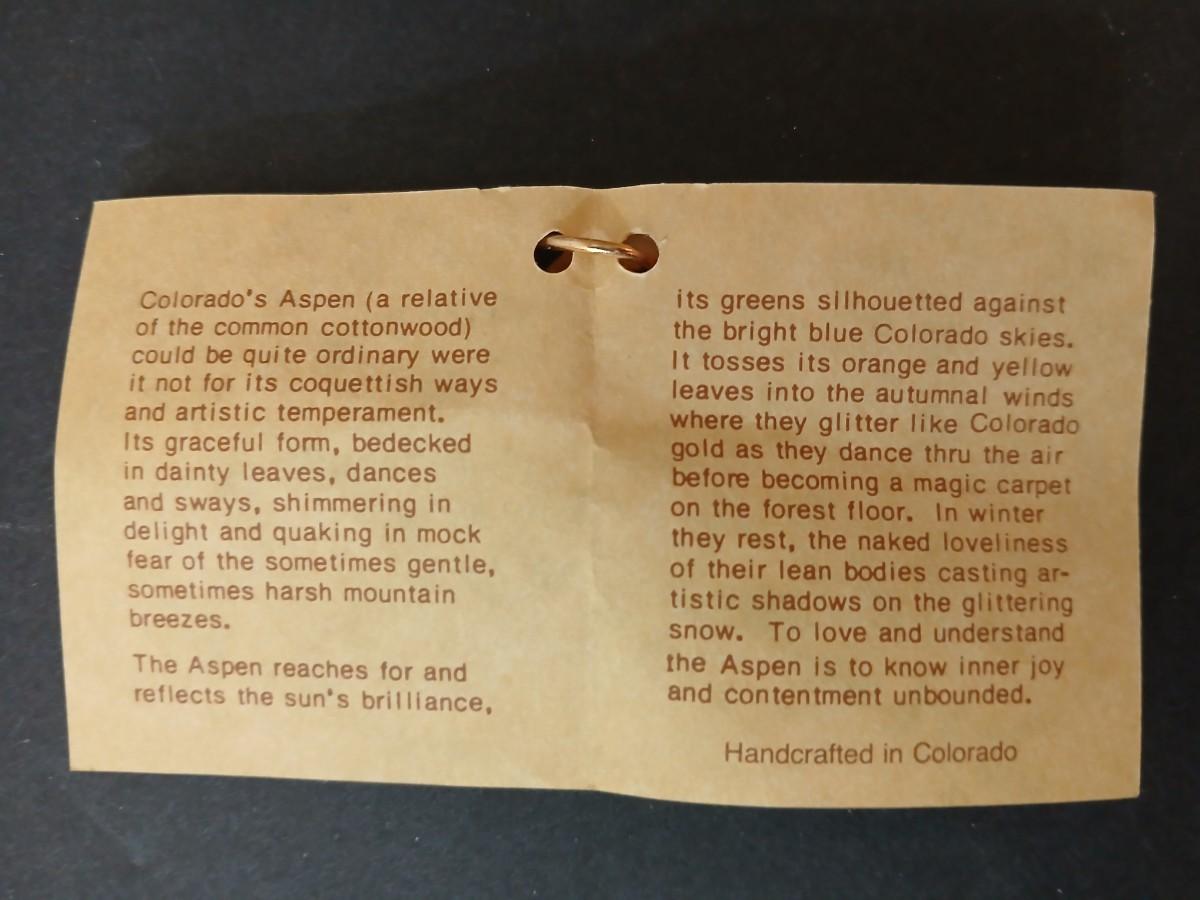 Colorado's Aspen (a relative
of the common cottonwood)
could be quite ordinary were
it not for its coquettish ways
and artistic temperament.
Its graceful form, bedecked
in dainty leaves, dances
and sways, shimmering in
delight and quaking in mock
fear of the sometimes gentle,
sometimes harsh mountain
breezes.
The Aspen reaches for and
reflects the sun's brilliance,
its greens silhouetted against
the bright blue Colorado skies.
It tosses its orange and yellow
leaves into the autumnal winds
where they glitter like Colorado
gold as they dance thru the air
before becoming a magic carpet
on the forest floor. In winter
they rest, the naked loveliness
of their lean bodies casting ar-
tistic shadows on the glittering
snow. To love and understand
the Aspen is to know inner joy
and contentment unbounded.
Handcrafted in Colorado